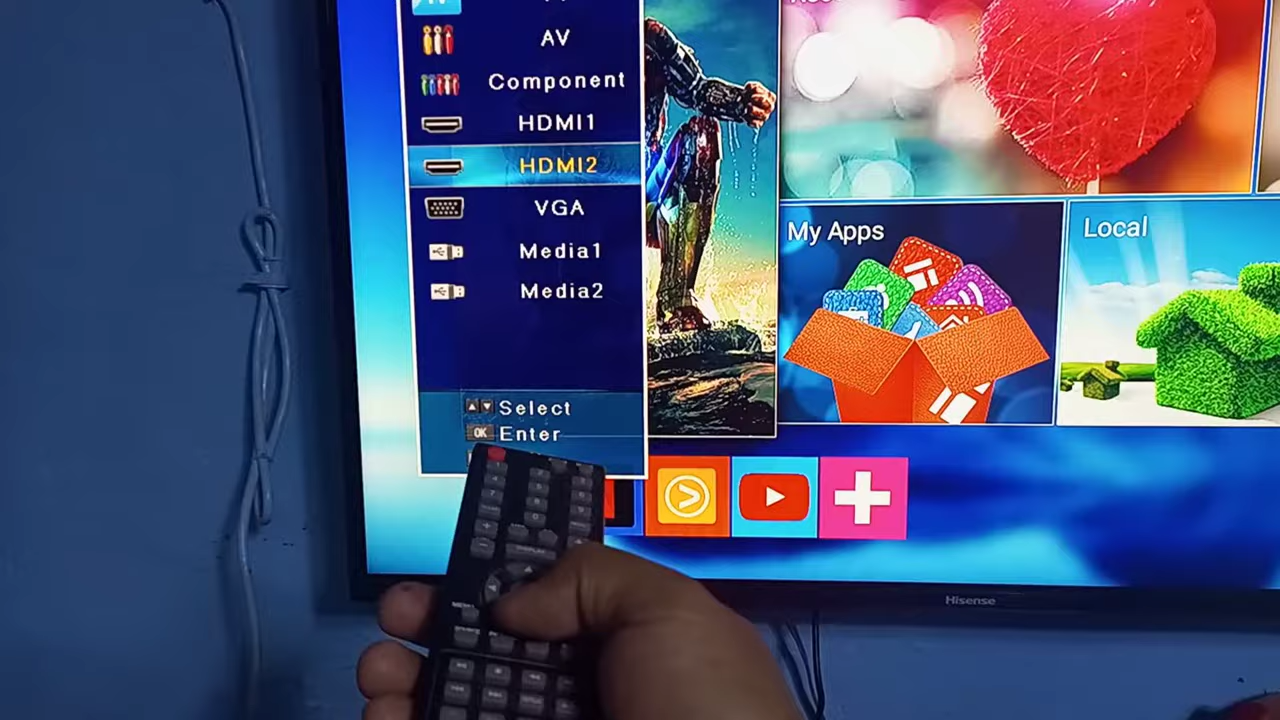 AV
Component
HDMI1
HDMI2
VGA
Media1
Media2
Select
OK Enter
My Apps
Local
Hisense